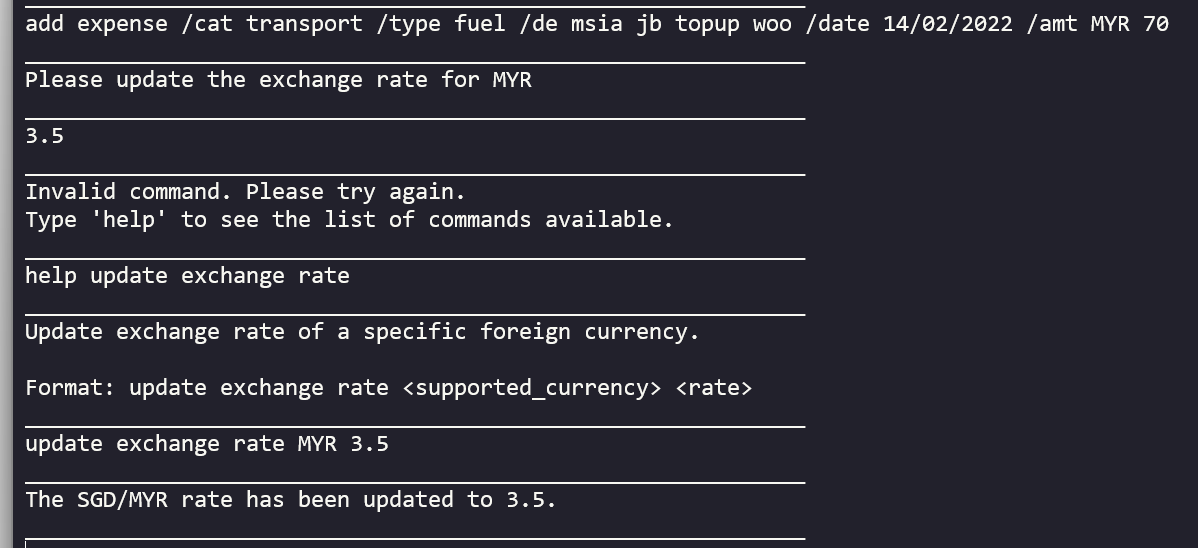 add expense /cat transport /type fuel /de msia jb topup woo /date 14/02/2022 /amt MYR 70
Please update the exchange rate for MYR
3.5
Invalid command. Please try again.
Type 'help' to see the list of commands available.
help update exchange rate
Update exchange rate of a specific foreign currency.
Format: update exchange rate <supported_currency> <rate>
update exchange rate MYR 3.5
The SGD/MYR rate has been updated to 3.5.